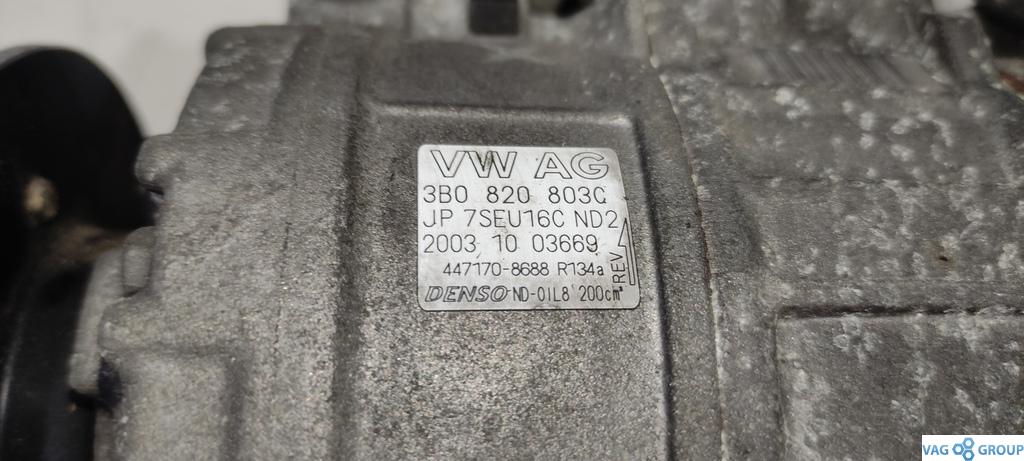 VW AG
3B0 820 803C
JP 7SEU16C ND2
2003 10 03669
447170-8688 R134a
REV
DENSO ND-OIL8 200cm³
VAG GROUP